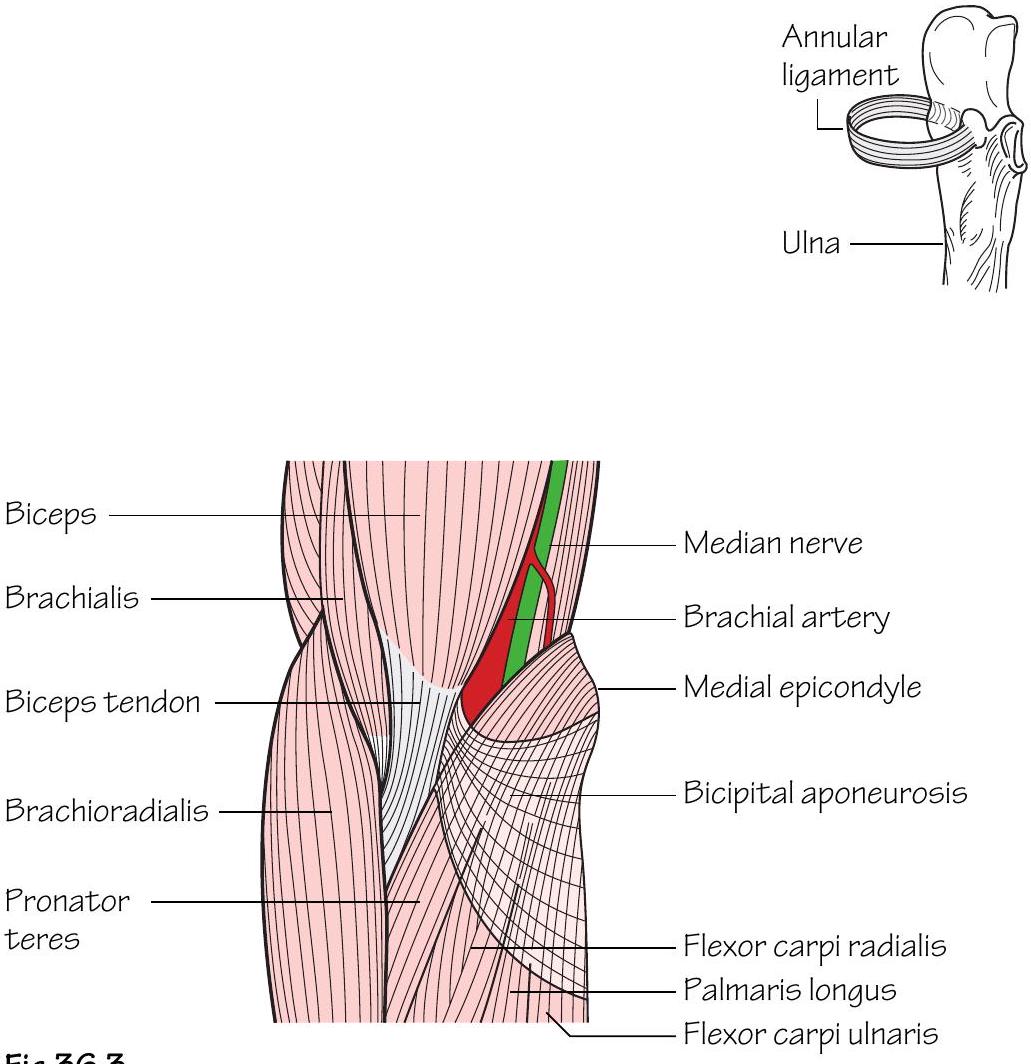 Annular
ligament
Ulna
Biceps
Brachialis
Biceps tendon
Brachioradialis
Pronator
teres
Median nerve
Brachial artery
Medial epicondyle
Bicipital aponeurosis
Flexor carpi radialis
Palmaris longus
Flexor carpi ulnaris
Fig 36.3